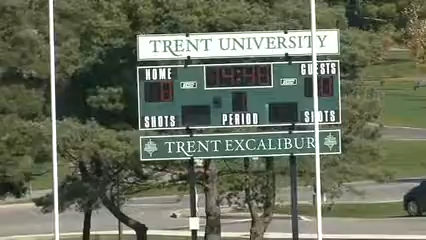 TRENT UNIVERSITY
HOME GUESTS
SHOTS PERIOD SHOTS
TRENT EXCALIBUR